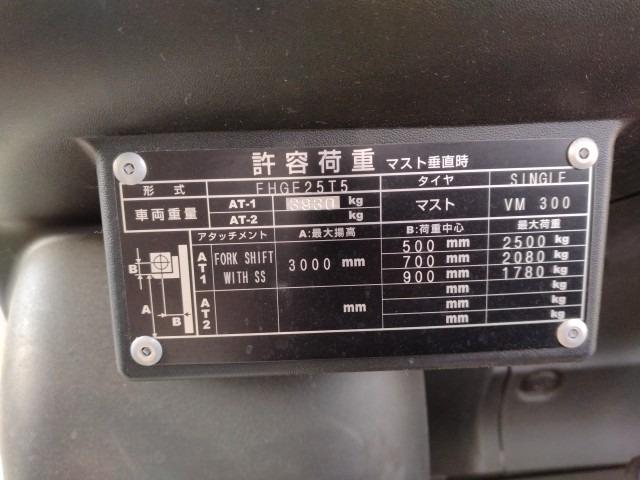 許容荷重 マスト垂直時
形式 FHGE25T5 タイヤ SINGLE
車両重量 AT-1 3930 kg マスト VM 300
AT-2 kg
アタッチメント A:最大揚高 B:荷重中心 最大荷重
AT1 FORK SHIFT WITH SS 3000 mm 500 mm 2500 kg
700 mm 2080 kg
900 mm 1780 kg
AT2 mm mm kg
mm kg
B
A
B